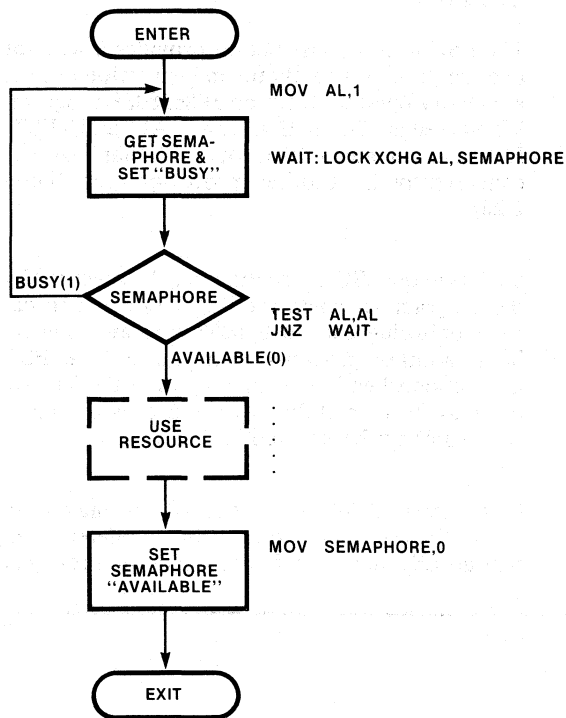 ENTER
MOV AL,1
GET SEMA-
PHORE &
SET "BUSY"
WAIT: LOCK XCHG AL, SEMAPHORE
BUSY(1)
SEMAPHORE
TEST AL,AL
JNZ WAIT
AVAILABLE(0)
USE
RESOURCE
SET
SEMAPHORE
"AVAILABLE"
MOV SEMAPHORE,0
EXIT